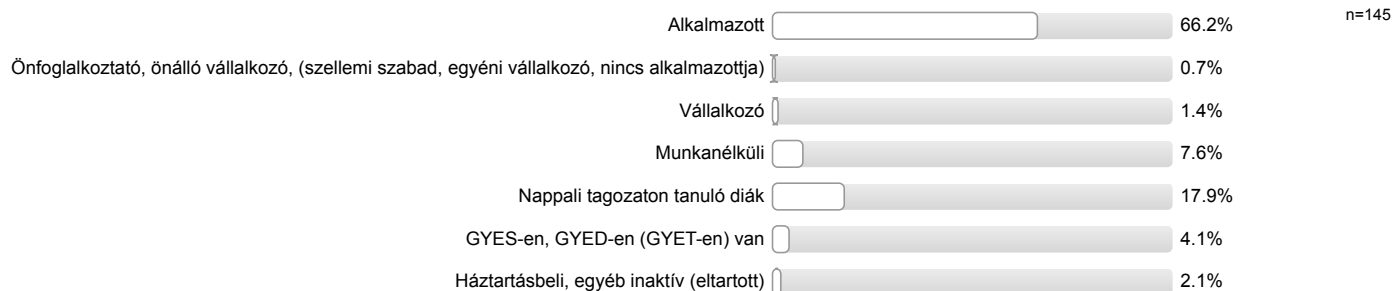 Alkalmazott 66.2% n=145
Önfoglalkoztató, önálló vállalkozó, (szellemi szabad, egyéni vállalkozó, nincs alkalmazottja) 0.7%
Vállalkozó 1.4%
Munkanélküli 7.6%
Nappali tagozaton tanuló diák 17.9%
GYES-en, GYED-en (GYET-en) van 4.1%
Háztartásbeli, egyéb inaktív (eltartott) 2.1%